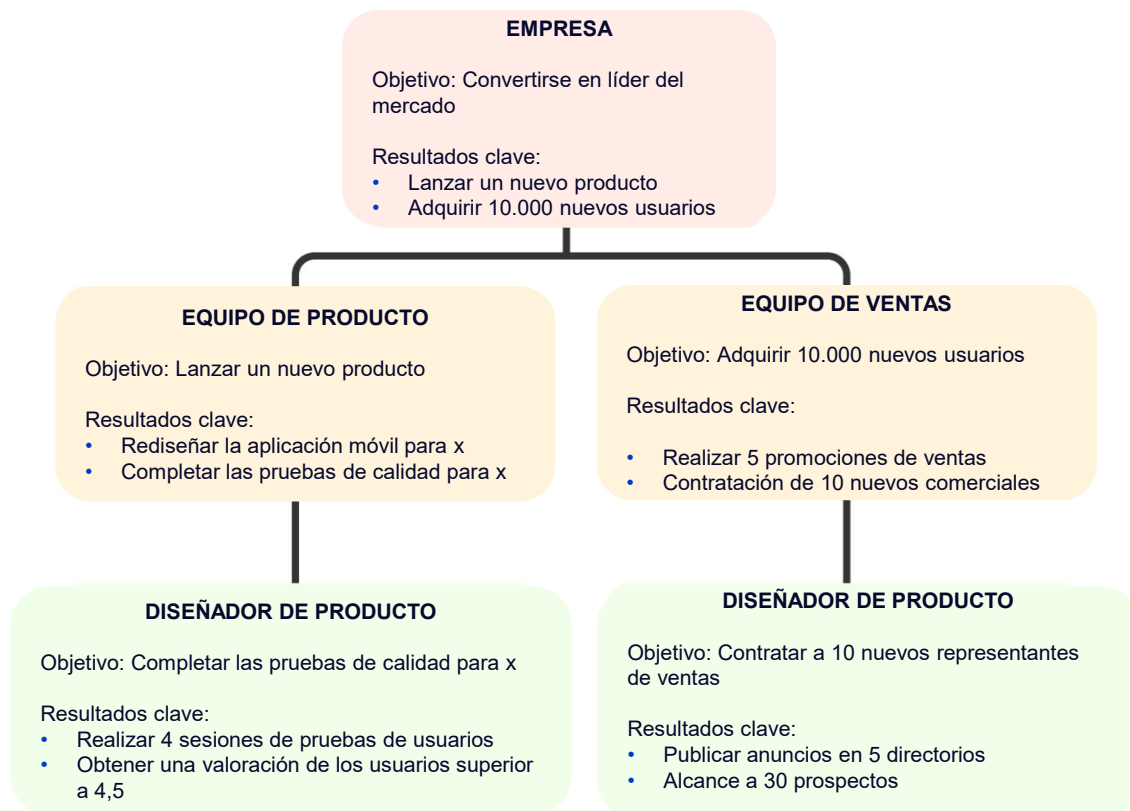 EMPRESA
Objetivo: Convertirse en líder del
mercado
Resultados clave:
• Lanzar un nuevo producto
• Adquirir 10.000 nuevos usuarios
EQUIPO DE PRODUCTO
Objetivo: Lanzar un nuevo producto
Resultados clave:
• Rediseñar la aplicación móvil para x
• Completar las pruebas de calidad para x
EQUIPO DE VENTAS
Objetivo: Adquirir 10.000 nuevos usuarios
Resultados clave:
• Realizar 5 promociones de ventas
• Contratación de 10 nuevos comerciales
DISEÑADOR DE PRODUCTO
Objetivo: Completar las pruebas de calidad para x
Resultados clave:
• Realizar 4 sesiones de pruebas de usuarios
• Obtener una valoración de los usuarios superior
a 4,5
DISEÑADOR DE PRODUCTO
Objetivo: Contratar a 10 nuevos representantes
de ventas
Resultados clave:
• Publicar anuncios en 5 directorios
• Alcance a 30 prospectos